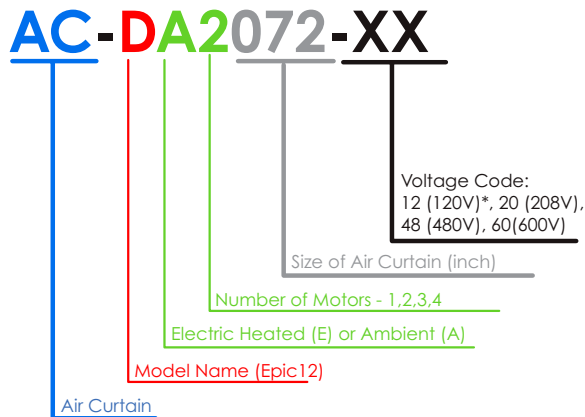 AC-DA2072-XX
Voltage Code:
12 (120V)*, 20 (208V),
48 (480V), 60(600V)
Size of Air Curtain (inch)
Number of Motors - 1,2,3,4
Electric Heated (E) or Ambient (A)
Model Name (Epic12)
Air Curtain